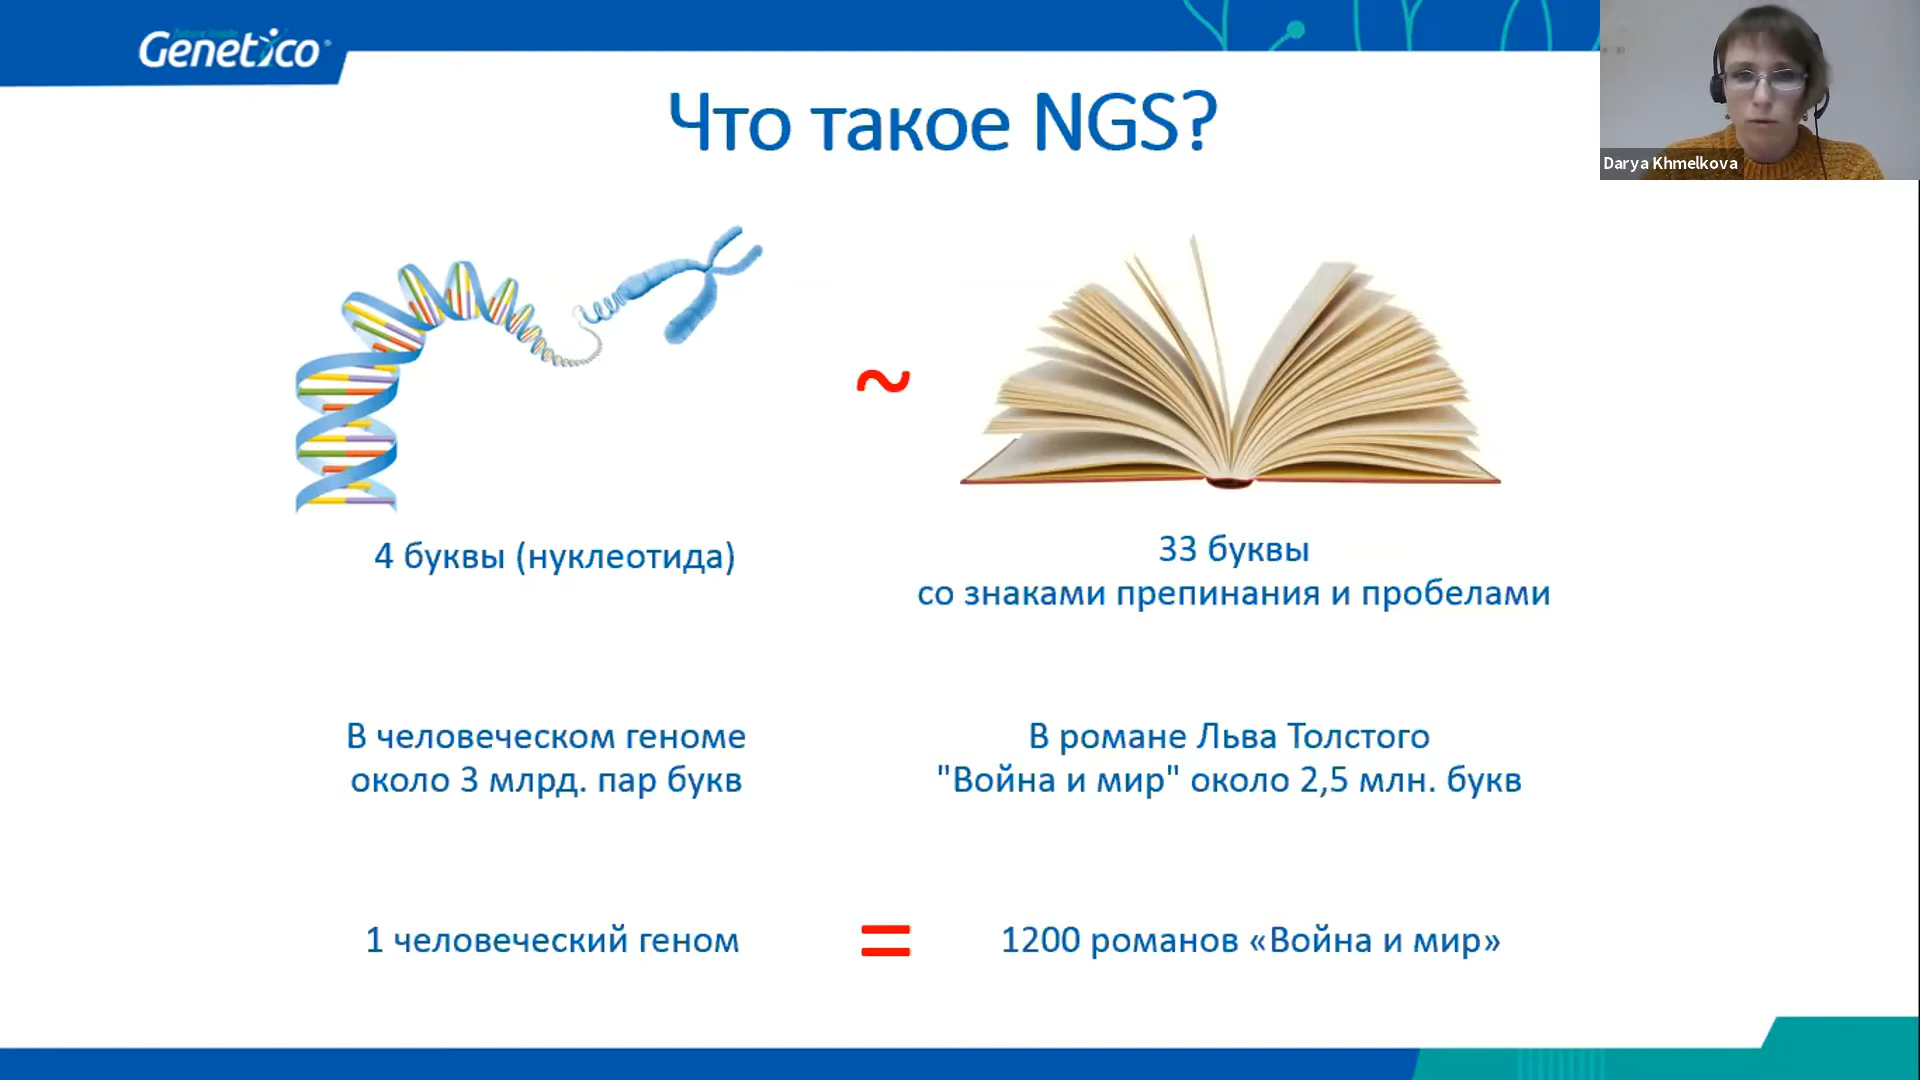 Genetico
Что такое NGS?
Darya Khmelkova
~
4 буквы (нуклеотида)
33 буквы
со знаками препинания и пробелами
В человеческом геноме
около 3 млрд. пар букв
В романе Льва Толстого
"Война и мир" около 2,5 млн. букв
1 человеческий геном
=
1200 романов «Война и мир»